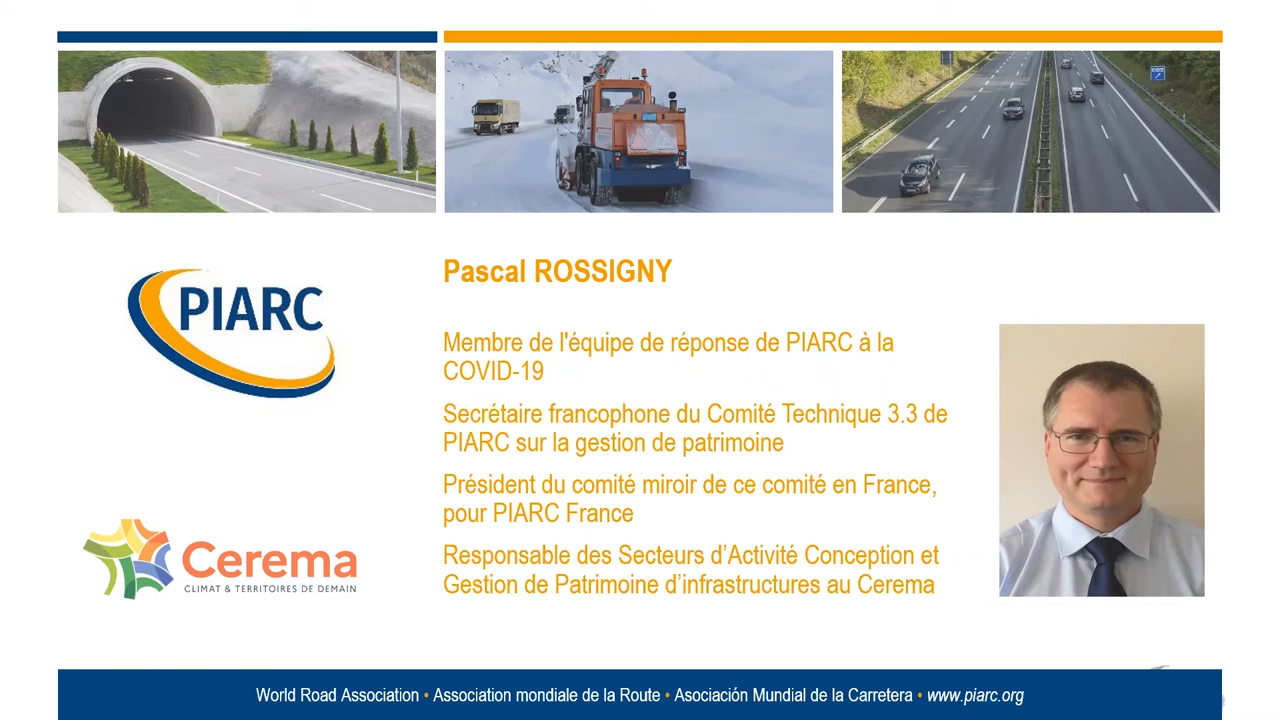 Pascal ROSSIGNY
PIARC
Membre de l'équipe de réponse de PIARC à la
COVID-19
Secrétaire francophone du Comité Technique 3.3 de
PIARC sur la gestion de patrimoine
Président du comité miroir de ce comité en France,
pour PIARC France
Responsable des Secteurs d’Activité Conception et
Gestion de Patrimoine d’infrastructures au Cerema
Cerema
CLIMAT & TERRITOIRES DE DEMAIN
World Road Association • Association mondiale de la Route • Asociación Mundial de la Carretera • www.piarc.org